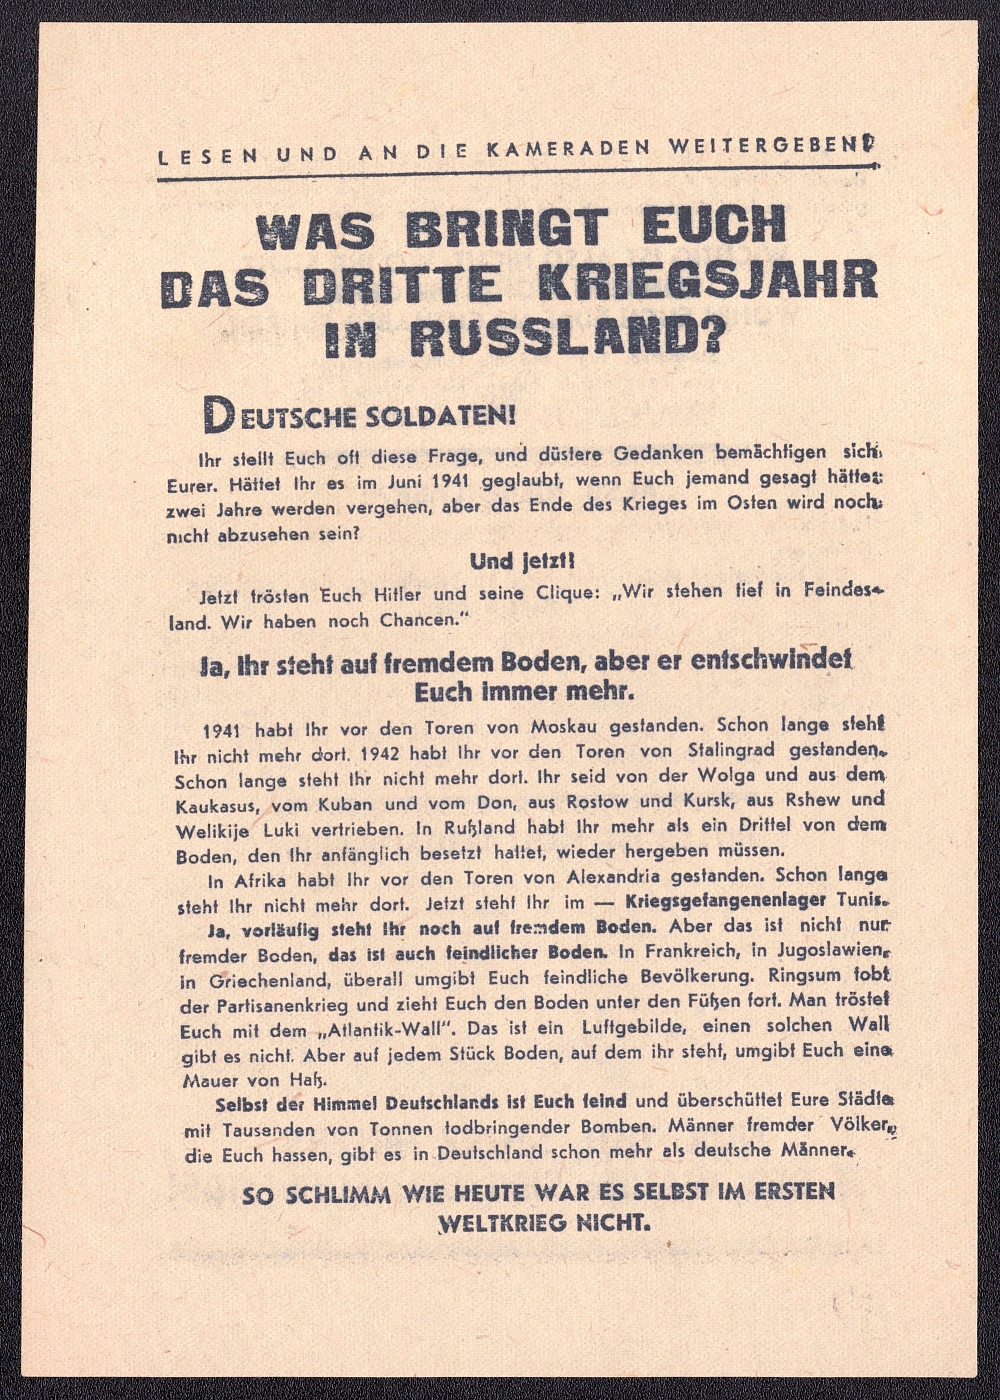 LESEN UND AN DIE KAMERADEN WEITERGEBEN!
WAS BRINGT EUCH
DAS DRITTE KRIEGSJAHR
IN RUSSLAND?
DEUTSCHE SOLDATEN!
Ihr stellt Euch oft diese Frage, und düstere Gedanken bemächtigen sich
Eurer. Hättet Ihr es im Juni 1941 geglaubt, wenn Euch jemand gesagt hätte:
zwei Jahre werden vergehen, aber das Ende des Krieges im Osten wird noch
nicht abzusehen sein?
Und jetzt!
Jetzt trösten Euch Hitler und seine Clique: „Wir stehen tief in Feindes-
land. Wir haben noch Chancen.“
Ja, Ihr steht auf fremdem Boden, aber er entschwindet
Euch immer mehr.
1941 habt Ihr vor den Toren von Moskau gestanden. Schon lange steht
Ihr nicht mehr dort. 1942 habt Ihr vor den Toren von Stalingrad gestanden.
Schon lange steht Ihr nicht mehr dort. Ihr seid von der Wolga und aus dem
Kaukasus, vom Kuban und vom Don, aus Rostow und Kursk, aus Rshew und
Welikije Luki vertrieben. In Rußland habt Ihr mehr als ein Drittel von dem
Boden, den Ihr anfänglich besetzt hattet, wieder hergeben müssen.
In Afrika habt Ihr vor den Toren von Alexandria gestanden. Schon lange
steht Ihr nicht mehr dort. Jetzt steht Ihr im — Kriegsgefangenenlager Tunis.
Ja, vorläufig steht Ihr noch auf fremdem Boden. Aber das ist nicht nur
fremder Boden, das ist auch feindlicher Boden. In Frankreich, in Jugoslawien,
in Griechenland, überall umgibt Euch feindliche Bevölkerung. Ringsum tobt
der Partisanenkrieg und zieht Euch den Boden unter den Füßen fort. Man tröstet
Euch mit dem „Atlantik-Wall“. Das ist ein Luftgebilde, einen solchen Wall
gibt es nicht. Aber auf jedem Stück Boden, auf dem ihr steht, umgibt Euch eine
Mauer von Haß.
Selbst der Himmel Deutschlands ist Euch feind und überschüttet Eure Städte
mit Tausenden von Tonnen todbringender Bomben. Männer fremder Völker,
die Euch hassen, gibt es in Deutschland schon mehr als deutsche Männer.
SO SCHLIMM WIE HEUTE WAR ES SELBST IM ERSTEN
WELTKRIEG NICHT.